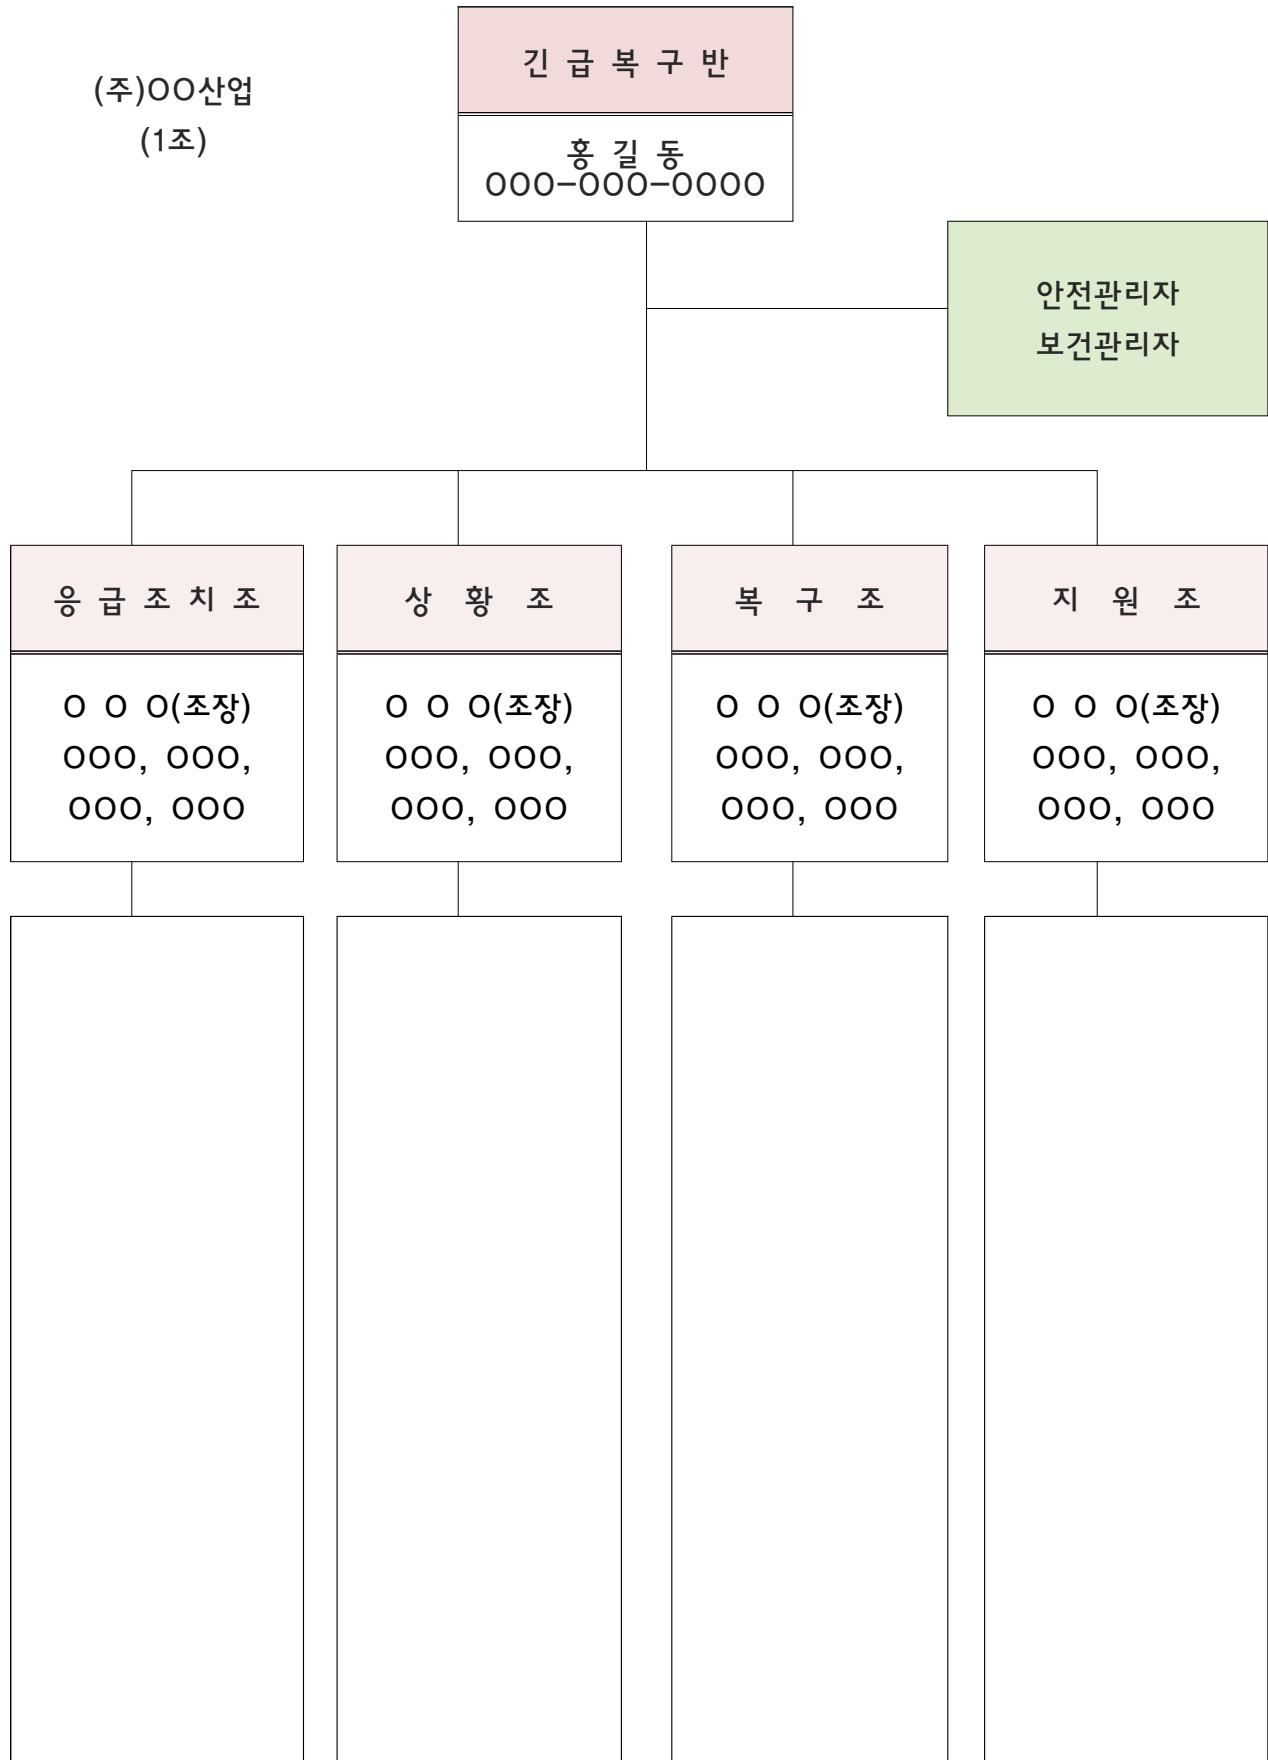 (주)OO산업
(1조)
긴 급 복 구 반
홍 길 동
OOO-OOO-OOOO
안전관리자
보건관리자
응 급 조 치 조
O O O(조장)
OOO, OOO,
OOO, OOO
상 황 조
O O O(조장)
OOO, OOO,
OOO, OOO
복 구 조
O O O(조장)
OOO, OOO,
OOO, OOO
지 원 조
O O O(조장)
OOO, OOO,
OOO, OOO